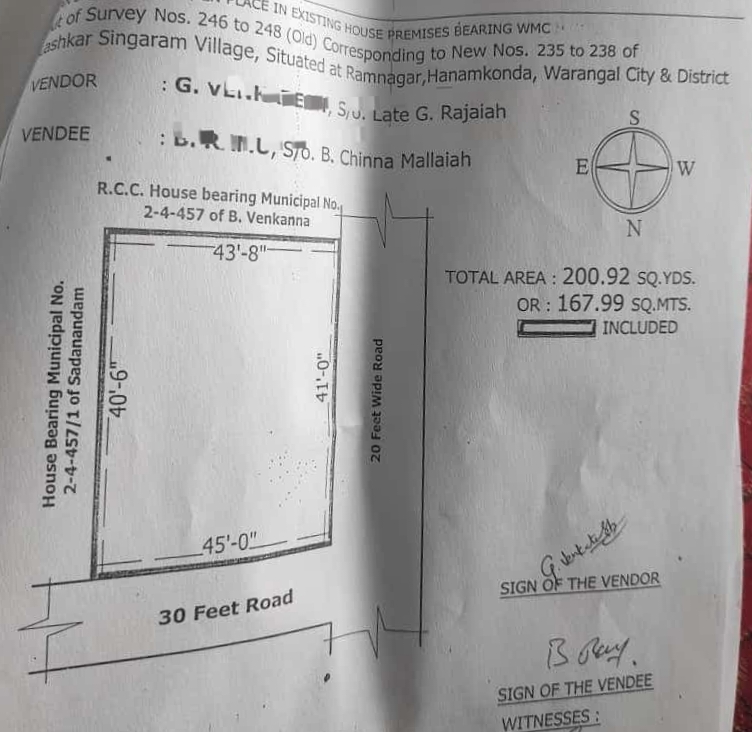 PLACE IN EXISTING HOUSE PREMISES BEARING WMC
of Survey Nos. 246 to 248 (Old) Corresponding to New Nos. 235 to 238 of
ashkar Singaram Village, Situated at Ramnagar, Hanamkonda, Warangal City & District
VENDOR : G. S/o. Late G. Rajaiah
VENDEE : S/o. B. Chinna Mallaiah
S
E W
N
R.C.C. House bearing Municipal No.
2-4-457 of B. Venkanna
43'-8"
TOTAL AREA : 200.92 SQ.YDS.
OR : 167.99 SQ.MTS.
INCLUDED
House Bearing Municipal No.
2-4-457/1 of Sadanandam
40'-6"
41'-0"
20 Feet Wide Road
45'-0"
30 Feet Road
SIGN OF THE VENDOR
SIGN OF THE VENDEE
WITNESSES :